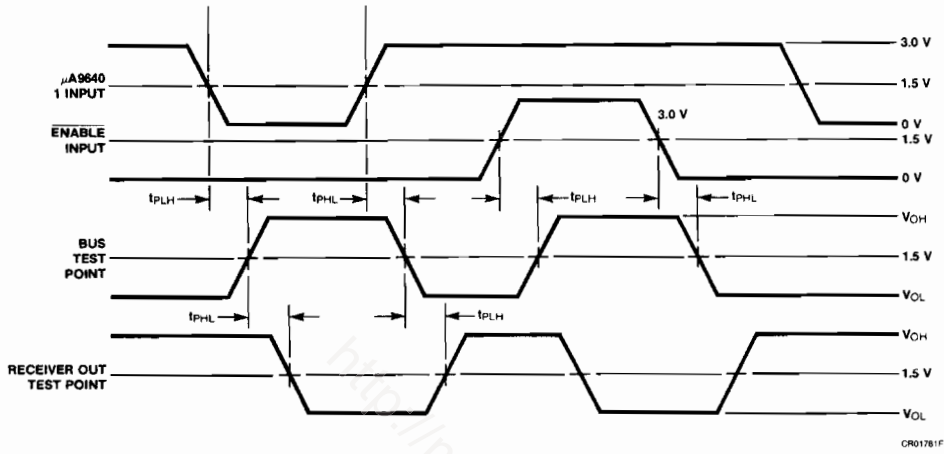 3.0 V
μA9640
1 INPUT
1.5 V
0 V
ENABLE
INPUT
3.0 V
1.5 V
0 V
tPLH
tPHL
tPLH
tPHL
BUS
TEST
POINT
VOH
1.5 V
VOL
tPHL
tPLH
RECEIVER OUT
TEST POINT
VOH
1.5 V
VOL
CR01781F